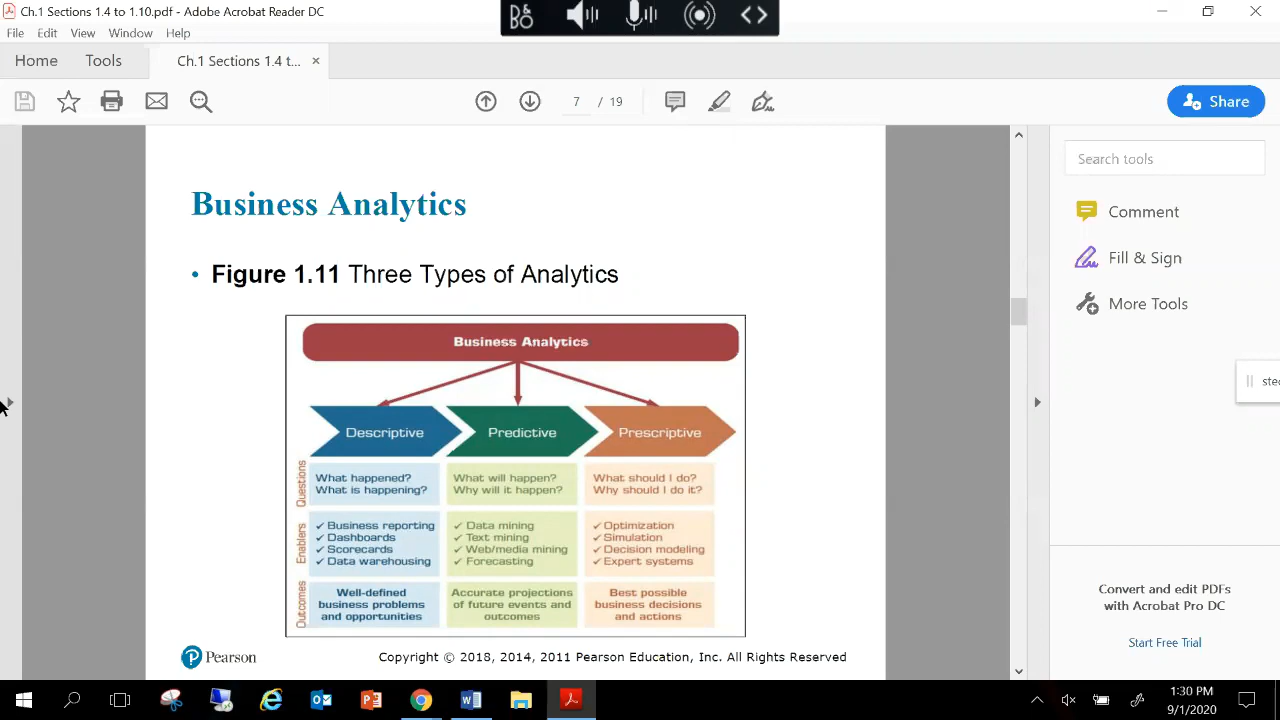 Ch.1 Sections 1.4 to 1.10.pdf - Adobe Acrobat Reader DC
B&O
File Edit View Window Help
Home Tools Ch.1 Sections 1.4 t... ×
7 / 19
Share
Search tools
Comment
Fill & Sign
More Tools
Convert and edit PDFs
with Acrobat Pro DC
Start Free Trial
Business Analytics
• Figure 1.11 Three Types of Analytics
Business Analytics
Descriptive Predictive Prescriptive
Questions
What happened?
What is happening?
What will happen?
Why will it happen?
What should I do?
Why should I do it?
Enablers
✓ Business reporting
✓ Dashboards
✓ Scorecards
✓ Data warehousing
✓ Data mining
✓ Text mining
✓ Web/media mining
✓ Forecasting
✓ Optimization
✓ Simulation
✓ Decision modeling
✓ Expert systems
Outcomes
Well-defined
business problems
and opportunities
Accurate projections
of future events and
outcomes
Best possible
business decisions
and actions
P Pearson
Copyright © 2018, 2014, 2011 Pearson Education, Inc. All Rights Reserved
1:30 PM
9/1/2020